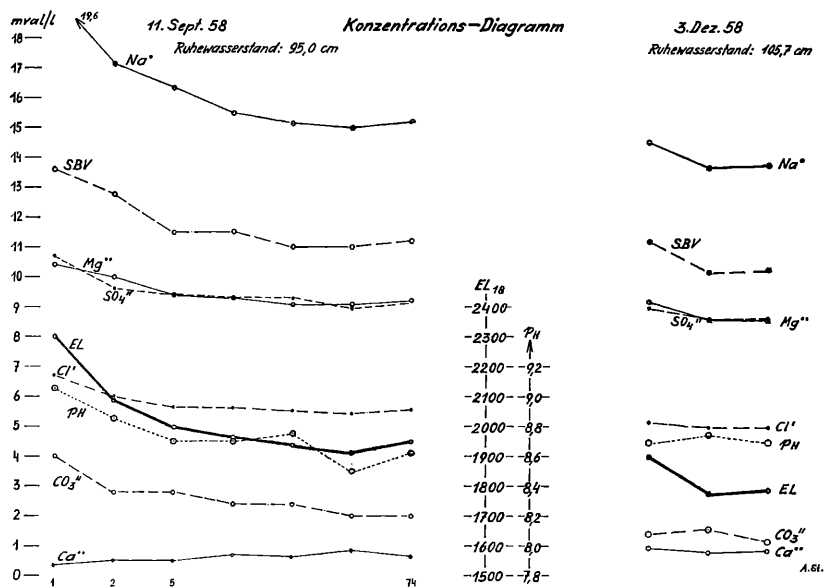 mval/l
19,6
11. Sept. 58
Konzentrations-Diagramm
3. Dez. 58
Ruhewasserstand: 95,0 cm
Ruhewasserstand: 105,7 cm
18
17
16
15
14
13
12
11
10
9
8
7
6
5
4
3
2
1
0
Na°
SBV
Mg¨
SO₄"
EL
Cl'
PH
CO₃"
Ca¨
1
2
5
74
EL₁₈
2400
2300
2200
2100
2000
1900
1800
1700
1600
1500
PH
9,2
9,0
8,8
8,6
8,4
8,2
8,0
7,8
Na°
SBV
SO₄"
Mg¨
Cl'
PH
EL
CO₃"
Ca¨